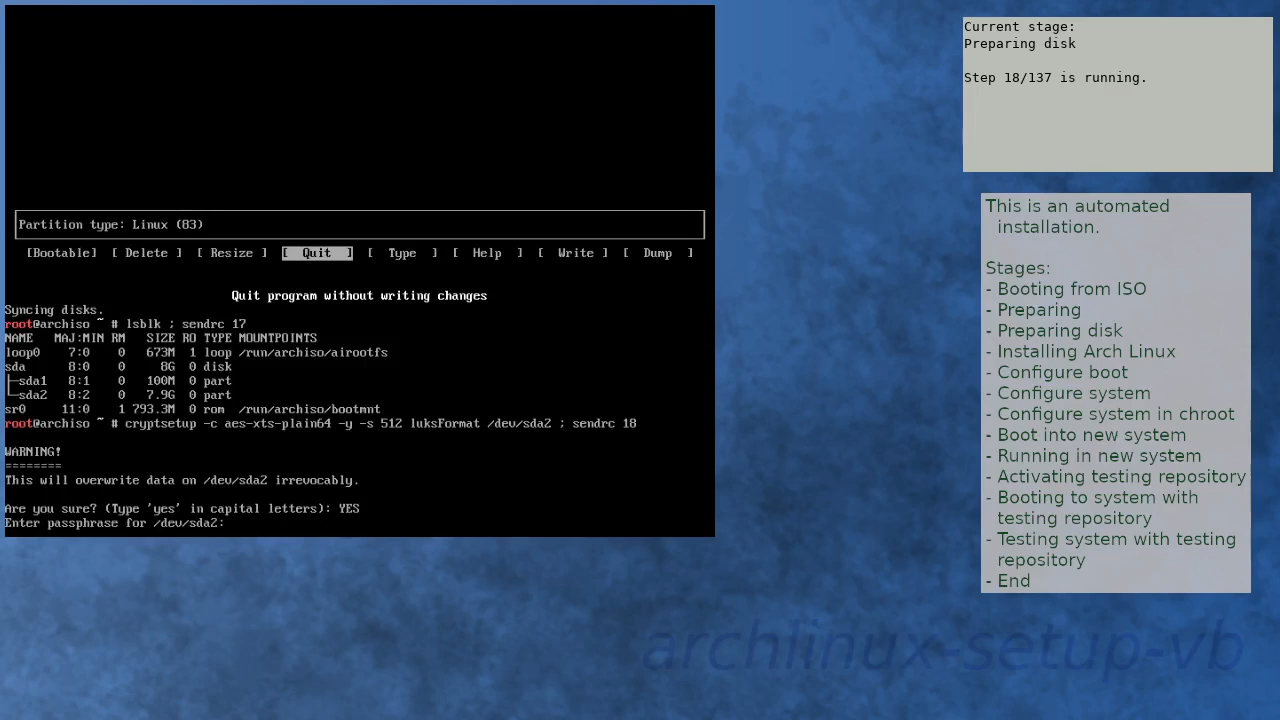 Partition type: Linux (83)
[Bootable] [ Delete ] [ Resize ] [ Quit ] [ Type ] [ Help ] [ Write ] [ Dump ]
Quit program without writing changes
Syncing disks.
root@archiso ~ # lsblk ; sendrc 17
NAME MAJ:MIN RM SIZE RO TYPE MOUNTPOINTS
loop0 7:0 0 673M 1 loop /run/archiso/airootfs
sda 8:0 0 8G 0 disk
├─sda1 8:1 0 100M 0 part
└─sda2 8:2 0 7.9G 0 part
sr0 11:0 1 793.3M 0 rom /run/archiso/bootmnt
root@archiso ~ # cryptsetup -c aes-xts-plain64 -y -s 512 luksFormat /dev/sda2 ; sendrc 18
WARNING!
========
This will overwrite data on /dev/sda2 irrevocably.
Are you sure? (Type 'yes' in capital letters): YES
Enter passphrase for /dev/sda2:
Current stage:
Preparing disk
Step 18/137 is running.
This is an automated
installation.
Stages:
- Booting from ISO
- Preparing
- Preparing disk
- Installing Arch Linux
- Configure boot
- Configure system
- Configure system in chroot
- Boot into new system
- Running in new system
- Activating testing repository
- Booting to system with
testing repository
- Testing system with testing
repository
- End
archlinux-setup-vb